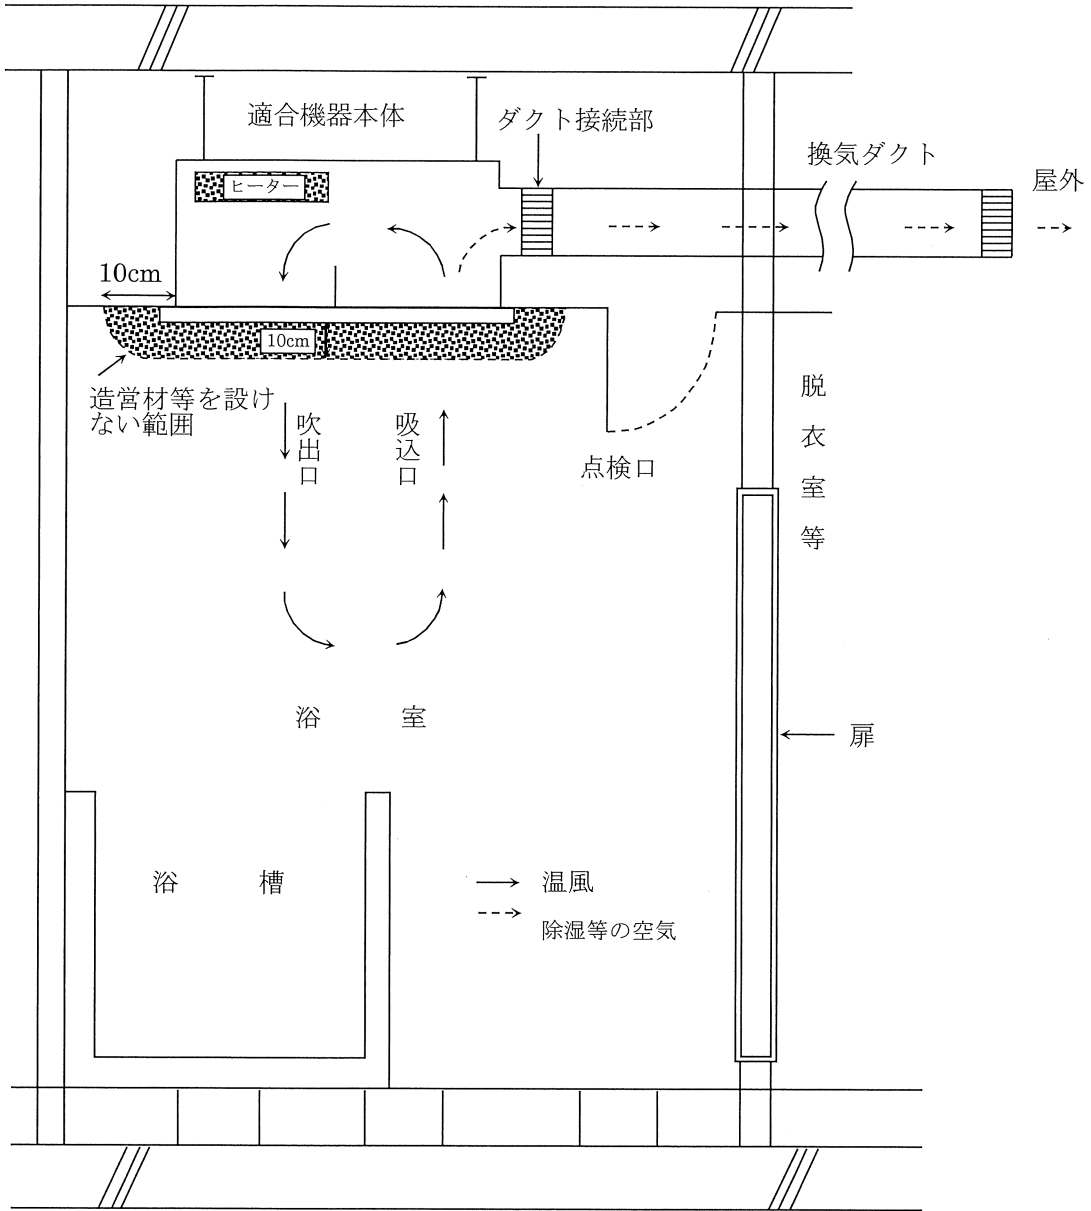 適合機器本体
ダクト接続部
換気ダクト
屋外
ヒーター
10cm
10cm
造営材等を設け
ない範囲
吹出口
吸込口
点検口
脱衣室等
浴室
扉
浴槽
温風
除湿等の空気